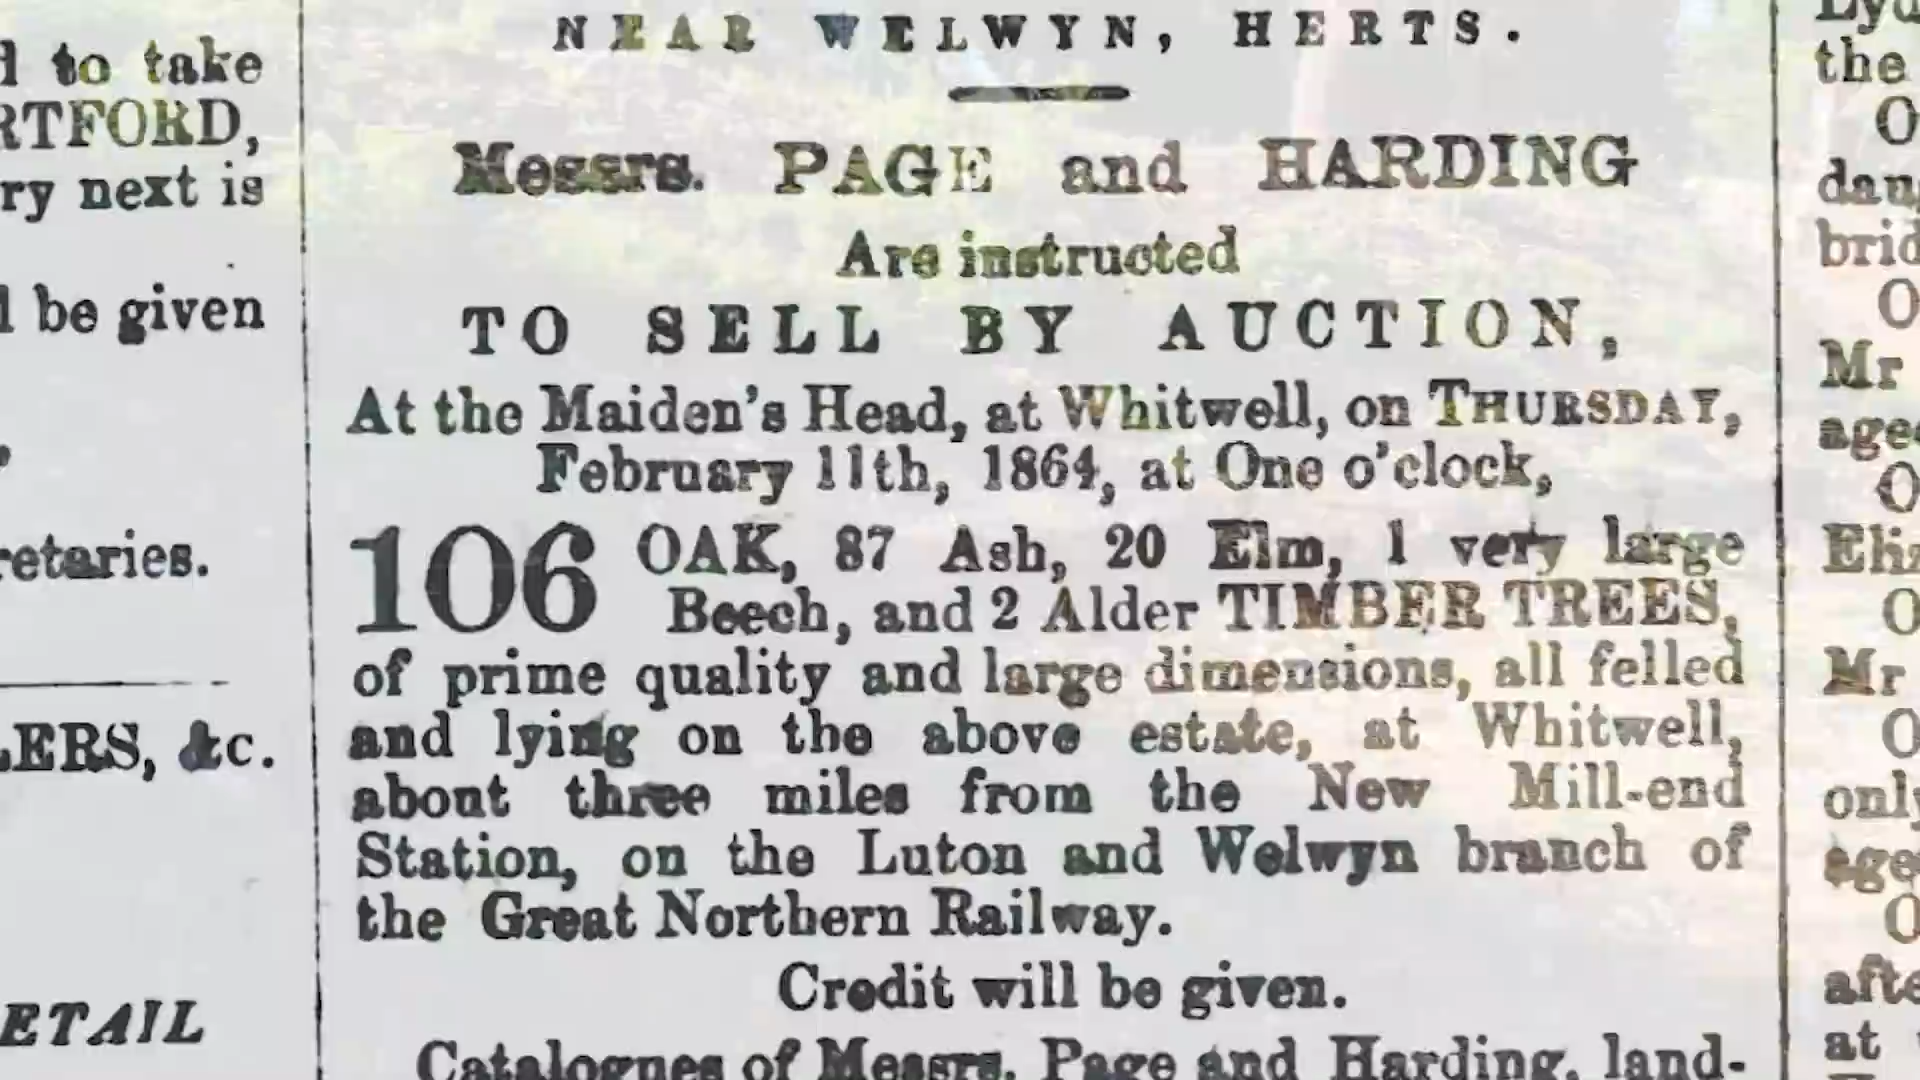 NEAR WELWYN, HERTS.
Messrs. PAGE and HARDING
Are instructed
TO SELL BY AUCTION,
At the Maiden's Head, at Whitwell, on THURSDAY,
February 11th, 1864, at One o'clock,
106 OAK, 87 Ash, 20 Elm, 1 very large
Beech, and 2 Alder TIMBER TREES,
of prime quality and large dimensions, all felled
and lying on the above estate, at Whitwell,
about three miles from the New Mill-end
Station, on the Luton and Welwyn branch of
the Great Northern Railway.
Credit will be given.
Catalogues of Messrs. Page and Harding, land-
d to take
RTFORD,
ry next is
l be given
retaries.
LERS, &c.
ETAIL
the
O
dau
brid
O
Mr
age
O
Eliz
O
Mr
O
only
age
O
afte
at